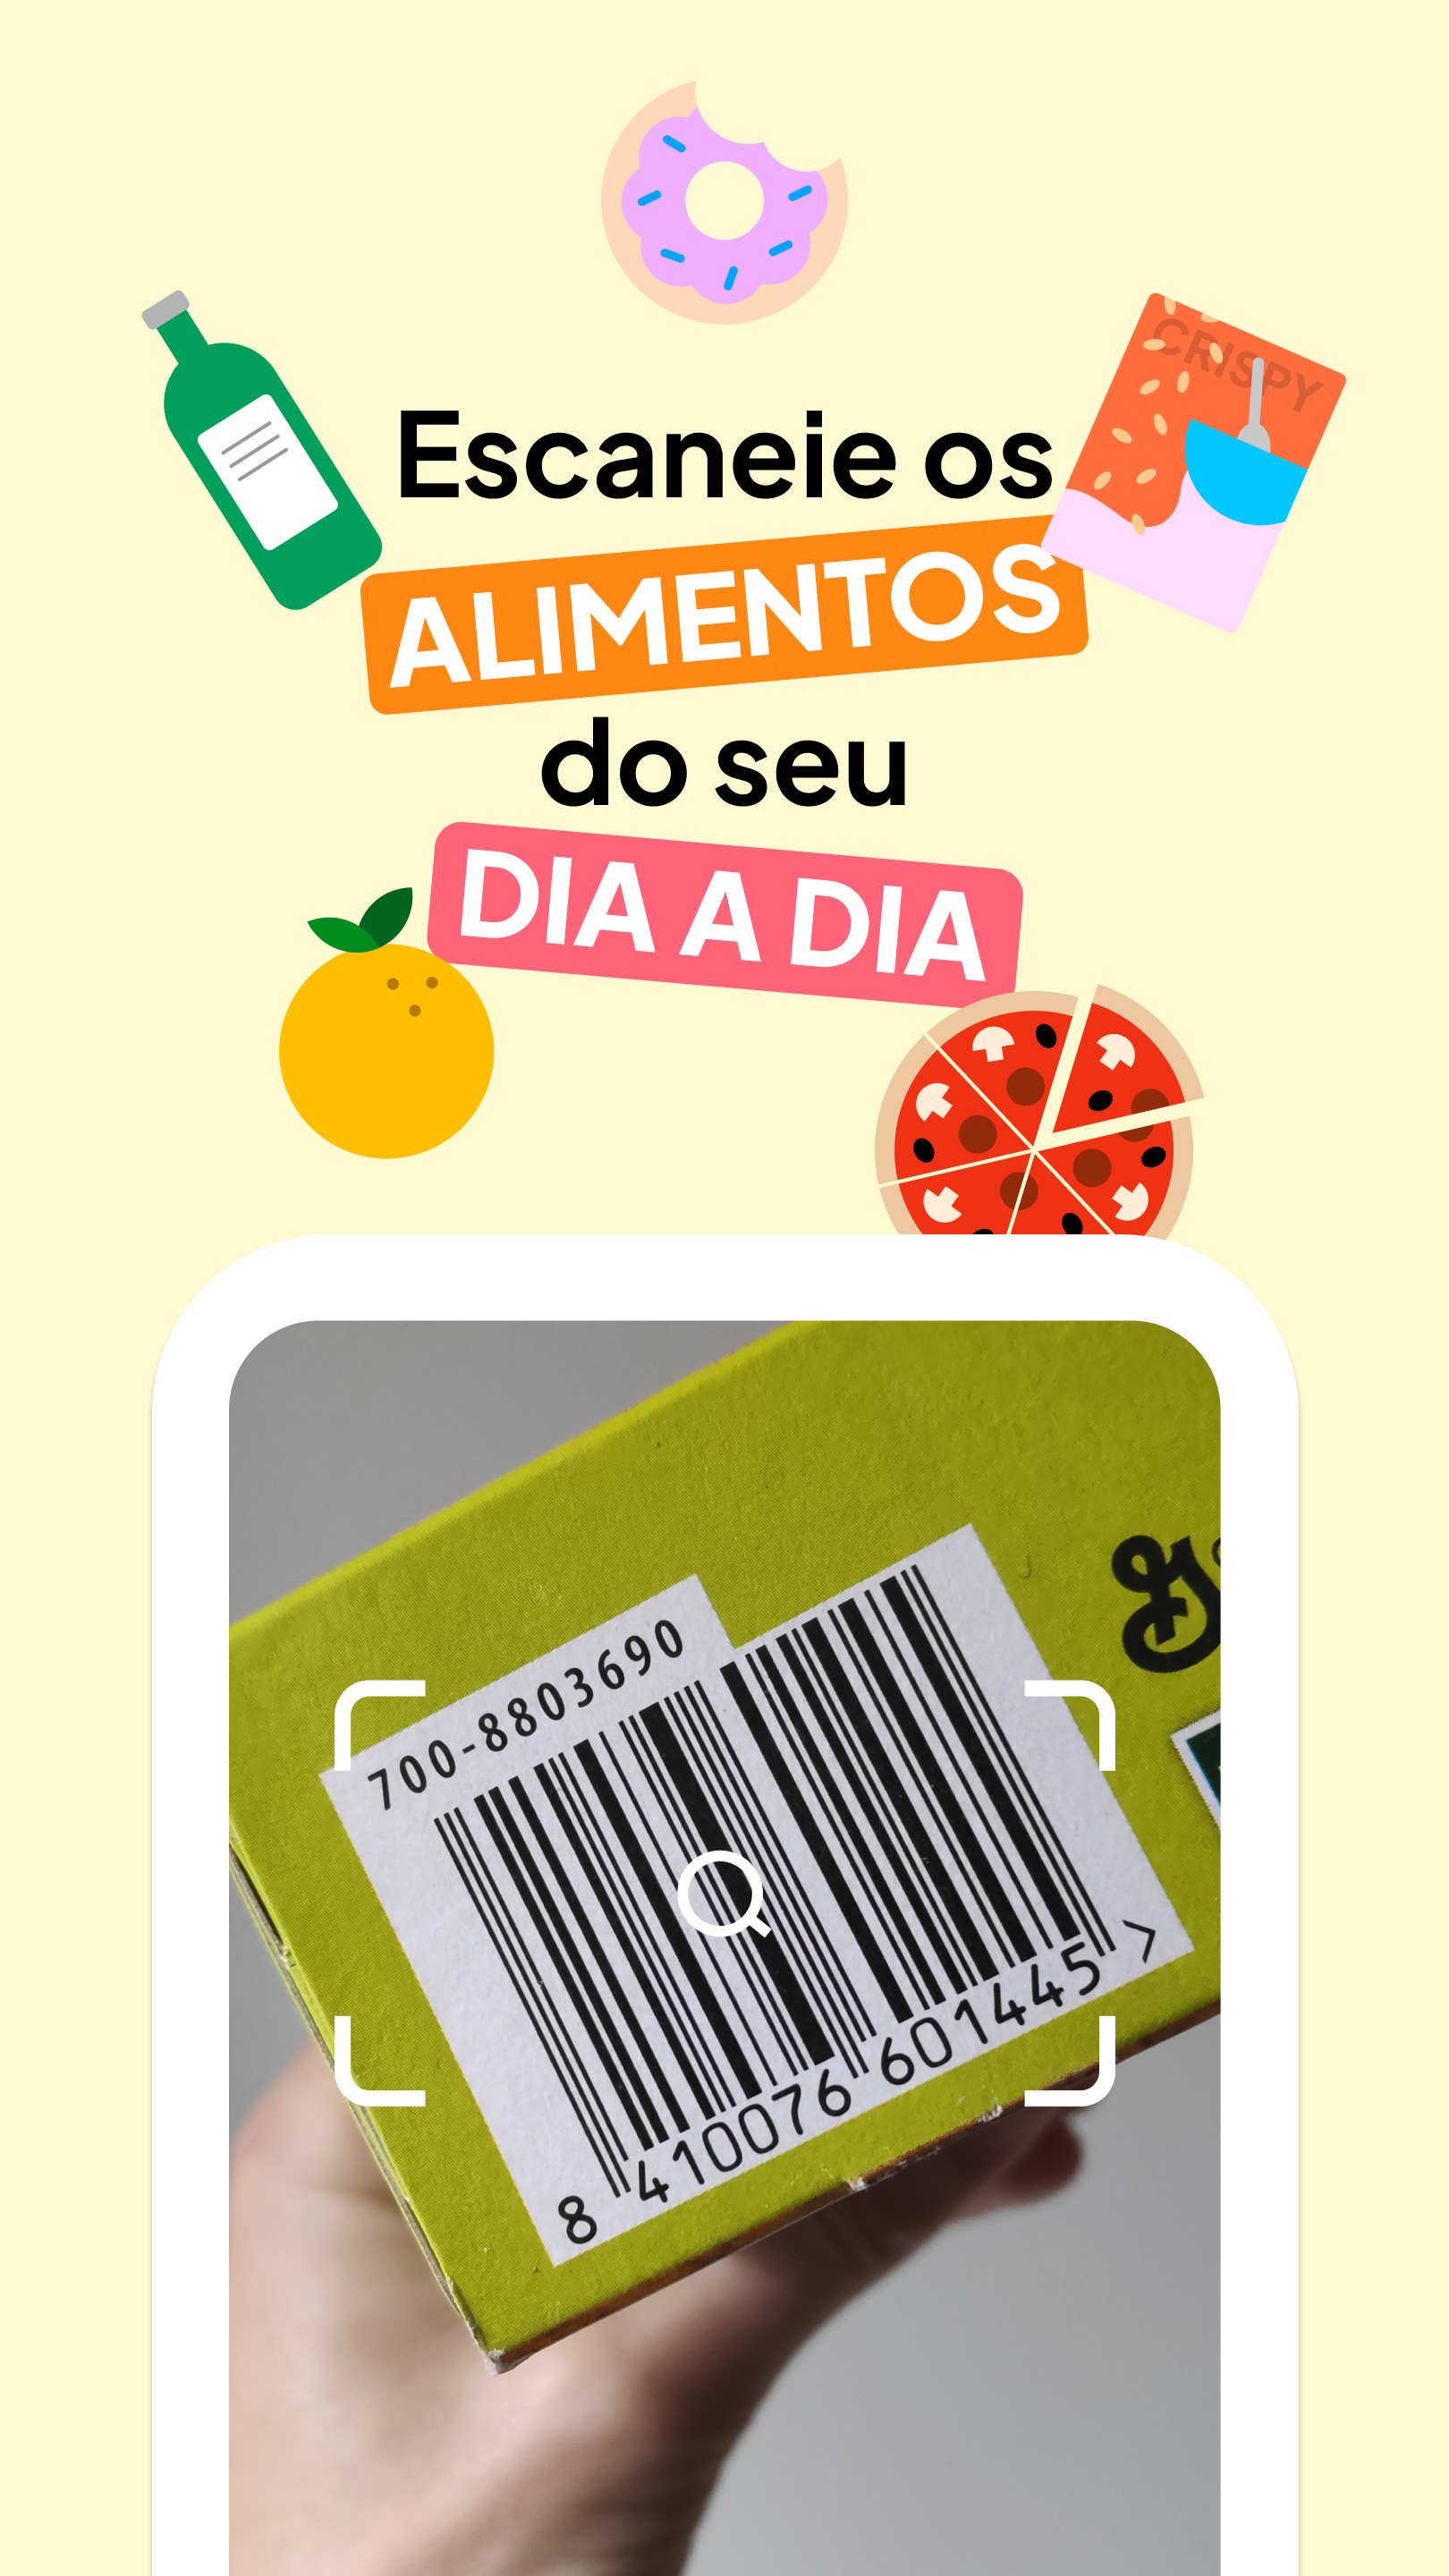 CRISPY
Escaneie os
ALIMENTOS
do seu
DIA A DIA
700-8803690
8 410076 601445 >